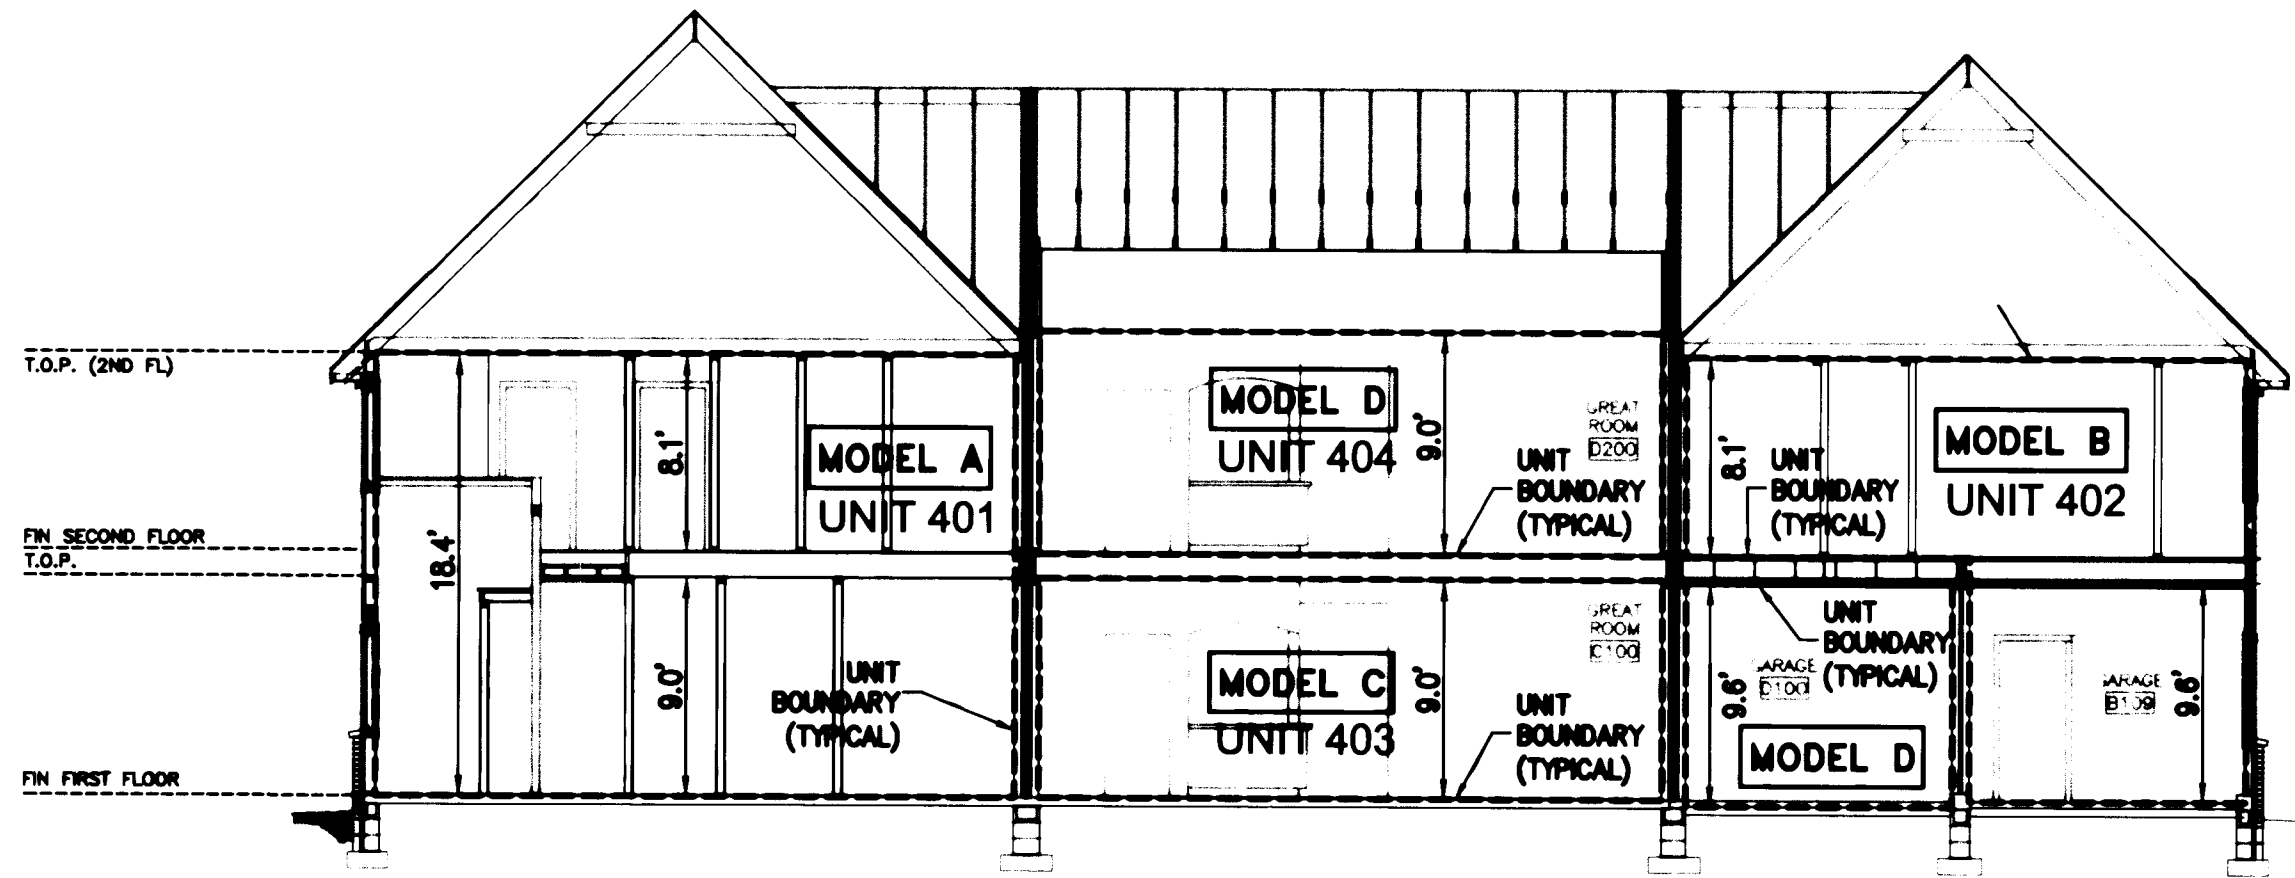 T.O.P. (2ND FL)
FIN SECOND FLOOR
T.O.P.
FIN FIRST FLOOR
18.4'
8.1'
9.0'
MODEL A
UNIT 401
UNIT
BOUNDARY
(TYPICAL)
MODEL D
UNIT 404
9.0'
GREAT
ROOM
D200
UNIT
BOUNDARY
(TYPICAL)
MODEL C
UNIT 403
9.0'
GREAT
ROOM
C100
UNIT
BOUNDARY
(TYPICAL)
8.1'
UNIT
BOUNDARY
(TYPICAL)
MODEL B
UNIT 402
UNIT
BOUNDARY
(TYPICAL)
9.6'
GARAGE
D100
MODEL D
GARAGE
B109
9.6'